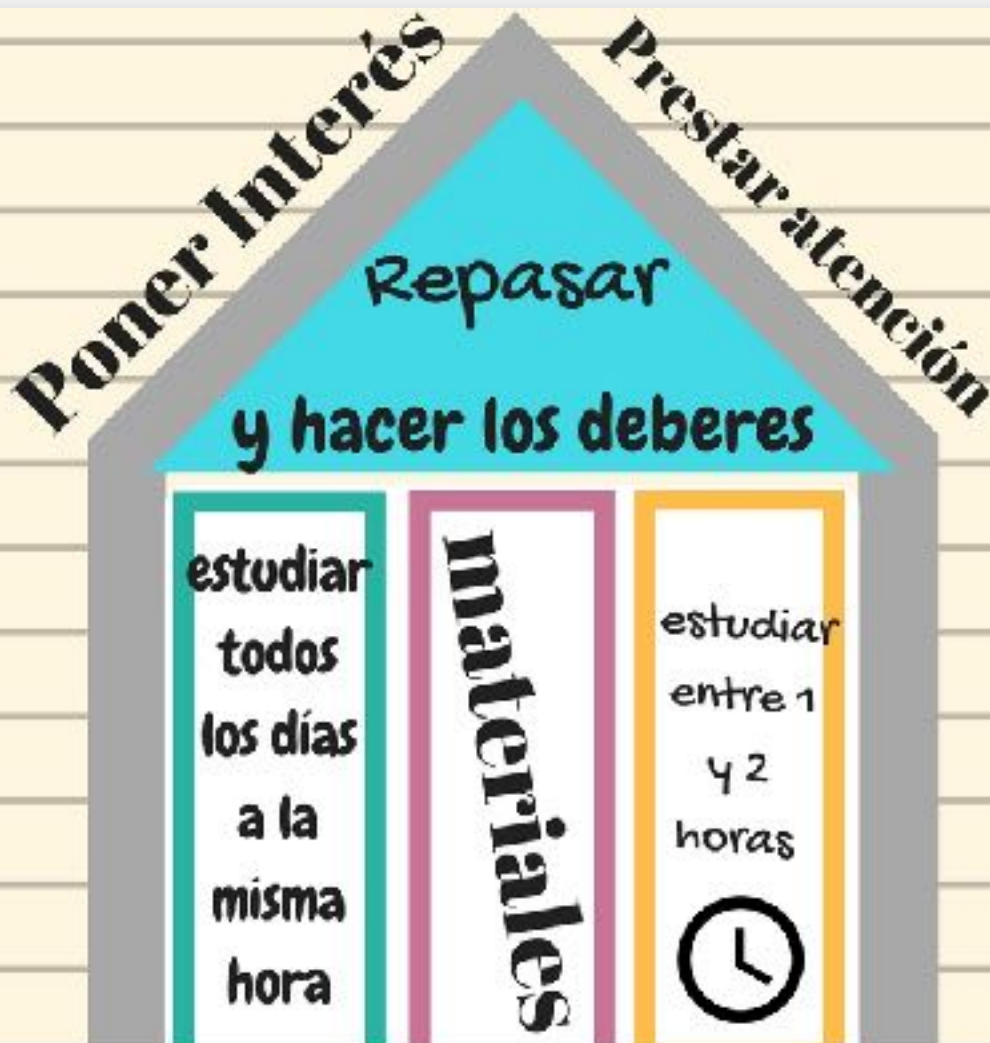 Poner Interés
Prestar atención
Repasar
y hacer los deberes
estudiar
todos
los días
a la
misma
hora
materiales
estudiar
entre 1
y 2
horas